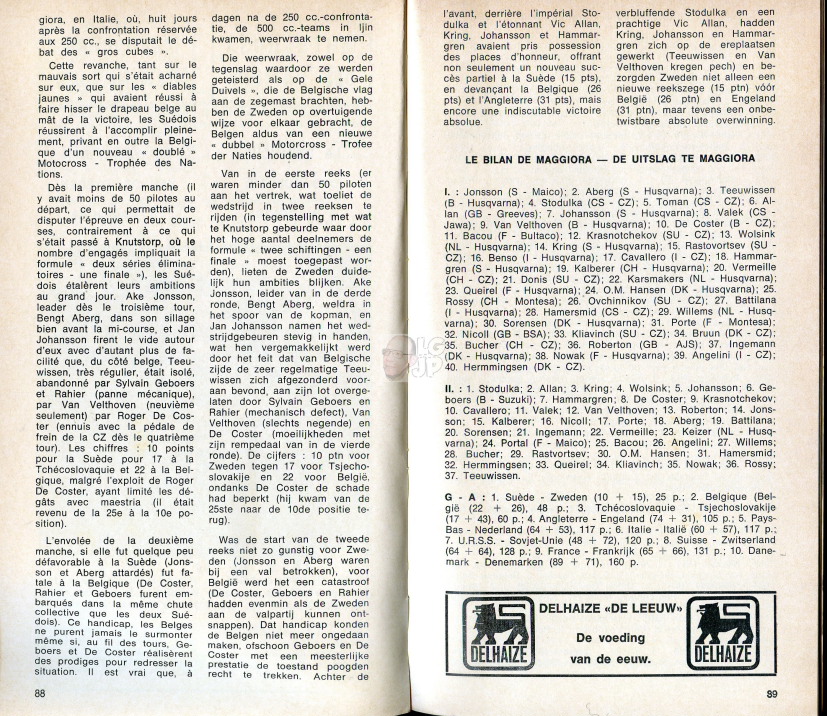 giora, en Italie, où, huit jours
après la confrontation réservée
aux 250 cc., se disputait le dé-
bat des « gros cubes ».
Cette revanche, tant sur le
mauvais sort qui s'était acharné
sur eux, que sur les « diables
jaunes » qui avaient réussi à
faire hisser le drapeau belge au
mât de la victoire, les Suédois
réussirent à l'accomplir pleine-
ment, privant en outre la Belgi-
que d'un nouveau « doublé »
Motocross - Trophée des Na-
tions.
Dès la première manche (il
y avait moins de 50 pilotes au
départ, ce qui permettait de
disputer l'épreuve en deux cour-
ses, contrairement à ce qui
s'était passé à Knutstorp, où le
nombre d'engagés impliquait la
formule « deux séries élimina-
toires - une finale »), les Sué-
dois étalèrent leurs ambitions
au grand jour. Ake Jonsson,
leader dès le troisième tour,
Bengt Aberg, dans son sillage
bien avant la mi-course, et Jan
Johansson firent le vide autour
d'eux avec d'autant plus de fa-
cilité que, du côté belge, Teeu-
wissen, très régulier, était isolé,
abandonné par Sylvain Geboers
et Rahier (panne mécanique),
par Van Velthoven (neuvième
seulement) par Roger De Cos-
ter (ennuis avec la pédale de
frein de la CZ dès le quatrième
tour). Les chiffres : 10 points
pour la Suède pour 17 à la
Tchécoslovaquie et 22 à la Bel-
gique, malgré l'exploit de Roger
De Coster, ayant limité les dé-
gâts avec maestria (il était
revenu de la 25e à la 10e po-
sition).
L'envolée de la deuxième
manche, si elle fut quelque peu
défavorable à la Suède (Jons-
son et Aberg attardés) fut fa-
tale à la Belgique (De Coster,
Rahier et Geboers furent em-
barqués dans la même chute
collective que les deux Sué-
dois). Ce handicap, les Belges
ne purent jamais le surmonter
même si, au fil des tours, Ge-
boers et De Coster réalisèrent
des prodiges pour redresser la
situation. Il est vrai que, à
88
dagen na de 250 cc.-confronta-
tie, de 500 cc.-teams in Ijin
kwamen, weerwraak te nemen.
Die weerwraak, zowel op de
tegenslag waardoor ze werden
geteisterd als op de « Gele
Duivels », die de Belgische vlag
aan de zegemast brachten, heb-
ben de Zweden op overtuigende
wijze voor elkaar gebracht, de
Belgen aldus van een nieuwe
« dubbel » Motorcross - Trofee
der Naties houdend.
Van in de eerste reeks (er
waren minder dan 50 piloten
aan het vertrek, wat toeliet de
wedstrijd in twee reeksen te
rijden (in tegenstelling met wat
te Knutstorp gebeurde waar door
het hoge aantal deelnemers de
formule « twee schiftingen - een
finale » moest toegepast wor-
den), lieten de Zweden duide-
lijk hun ambities blijken. Ake
Jonsson, leider van in de derde
ronde, Bengt Aberg, weldra in
het spoor van de kopman, en
Jan Johansson namen het wed-
strijdgebeuren stevig in handen,
wat hen vergemakkelijkt werd
door het feit dat van Belgische
zijde de zeer regelmatige Teeu-
wissen zich afgezonderd voor-
aan bevond, aan zijn lot overge-
laten door Sylvain Geboers en
Rahier (mechanisch defect), Van
Velthoven (slechts negende) en
De Coster (moeilijkheden met
zijn rempedaal van in de vierde
ronde). De cijfers : 10 ptn voor
Zweden tegen 17 voor Tsjecho-
slovakije en 22 voor België,
ondanks De Coster de schade
had beperkt (hij kwam van de
25ste naar de 10de positie te-
rug).
Was de start van de tweede
reeks niet zo gunstig voor Zwe-
den (Jonsson en Aberg waren
bij een val betrokken), voor
België werd het een catastroof
(De Coster, Geboers en Rahier
hadden evenmin als de Zweden
aan de valpartij kunnen ont-
snappen). Dat handicap konden
de Belgen niet meer ongedaan
maken, ofschoon Geboers en De
Coster met een meesterlijke
prestatie de toestand poogden
recht te trekken. Achter de
l'avant, derrière l'impérial Sto-
dulka et l'étonnant Vic Allan,
Kring, Johansson et Hammar-
gren avaient pris possession
des places d'honneur, offrant
non seulement un nouveau suc-
cès partiel à la Suède (15 pts),
en devançant la Belgique (26
pts) et l'Angleterre (31 pts), mais
encore une indiscutable victoire
absolue.
verbluffende Stodulka en een
prachtige Vic Allan, hadden
Kring, Johansson en Hammar-
gren zich op de ereplaatsen
gewerkt (Teeuwissen en Van
Velthoven kregen pech) en be-
zorgden Zweden niet alleen een
nieuwe reekszege (15 ptn) vóór
België (26 ptn) en Engeland
(31 ptn), maar tevens een onbe-
twistbare absolute overwinning.
LE BILAN DE MAGGIORA — DE UITSLAG TE MAGGIORA
I. : Jonsson (S - Maico); 2. Aberg (S - Husqvarna); 3. Teeuwissen
(B - Husqvarna); 4. Stodulka (CS - CZ); 5. Toman (CS - CZ); 6. Al-
lan (GB - Greeves); 7. Johansson (S - Husqvarna); 8. Valek (CS -
Jawa); 9. Van Velthoven (B - Husqvarna); 10. De Coster (B - CZ);
11. Bacou (F - Bultaco); 12. Krasnotchekov (SU - CZ); 13. Wolsink
(NL - Husqvarna); 14. Kring (S - Husqvarna); 15. Rastovortsev (SU -
CZ); 16. Benso (I - Husqvarna); 17. Cavallero (I - CZ); 18. Hammar-
gren (S - Husqvarna); 19. Kalberer (CH - Husqvarna); 20. Vermeille
(CH - CZ); 21. Donis (SU - CZ); 22. Karsmakers (NL - Husqvarna);
23. Queirel (F - Husqvarna); 24. O.M. Hansen (DK - Husqvarna); 25.
Rossy (CH - Montesa); 26. Ovchinnikov (SU - CZ); 27. Battilana
(I - Husqvarna); 28. Hamersmid (CS - CZ); 29. Willems (NL - Husq-
varna); 30. Sorensen (DK - Husqvarna); 31. Porte (F - Montesa);
32. Nicoll (GB - BSA); 33. Kliavinch (SU - CZ); 34. Bruun (DK - CZ);
35. Bucher (CH - CZ); 36. Roberton (GB - AJS); 37. Ingemann
(DK - Husqvarna); 38. Nowak (F - Husqvarna); 39. Angelini (I - CZ);
40. Hermmingsen (DK - CZ).
II. : 1. Stodulka; 2. Allan; 3. Kring; 4. Wolsink; 5. Johansson; 6. Ge-
boers (B - Suzuki); 7. Hammargren; 8. De Coster; 9. Krasnotchekov;
10. Cavallero; 11. Valek; 12. Van Velthoven; 13. Roberton; 14. Jons-
son; 15. Kalberer; 16. Nicoll; 17. Porte; 18. Aberg; 19. Battilana;
20. Sorensen; 21. Ingemann; 22. Vermeille; 23. Keizer (NL - Husq-
varna); 24. Portal (F - Maico); 25. Bacou; 26. Angelini; 27. Willems;
28. Bucher; 29. Rastvortsev; 30. O.M. Hansen; 31. Hamersmid;
32. Hermmingsen; 33. Queirel; 34. Kliavinch; 35. Nowak; 36. Rossy;
37. Teeuwissen.
G - A : 1. Suède - Zweden (10 + 15), 25 p.; 2. Belgique (Bel-
gië (22 + 26), 48 p.; 3. Tchécoslovaquie - Tsjechoslovakije
(17 + 43), 60 p.; 4. Angleterre - Engeland (74 + 31), 105 p.; 5. Pays-
Bas - Nederland (64 + 53), 117 p.; 6. Italie - Italië (60 + 57), 117 p.;
7. U.R.S.S. - Sovjet-Unie (48 + 72), 120 p.; 8. Suisse - Zwitserland
(64 + 64), 128 p.; 9. France - Frankrijk (65 + 66), 131 p.; 10. Dane-
mark - Denemarken (89 + 71), 160 p.
DELHAIZE
DELHAIZE «DE LEEUW»
De voeding
van de eeuw.
DELHAIZE
89
LGS
JP